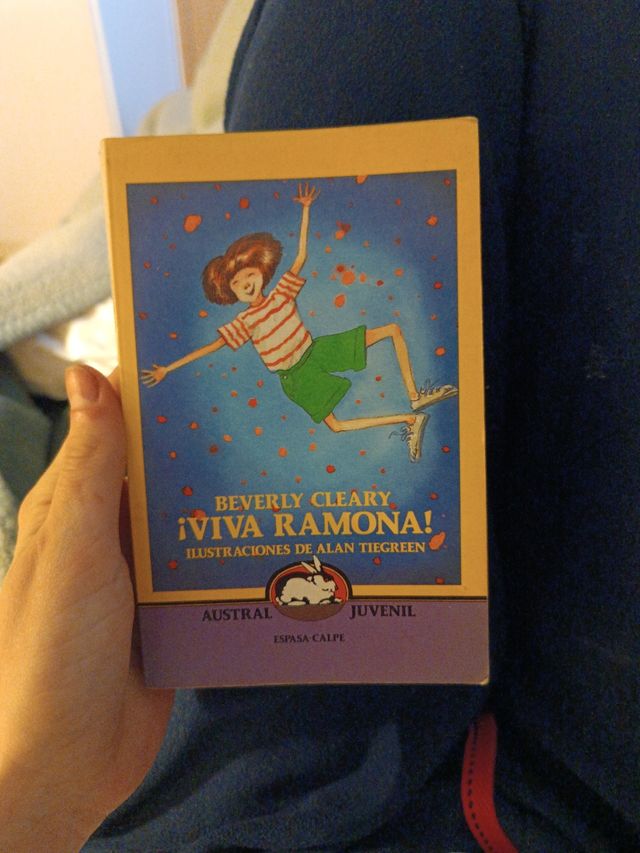 BEVERLY CLEARY
¡VIVA RAMONA!
ILUSTRACIONES DE ALAN TIEGREEN
AUSTRAL JUVENIL
ESPASA-CALPE